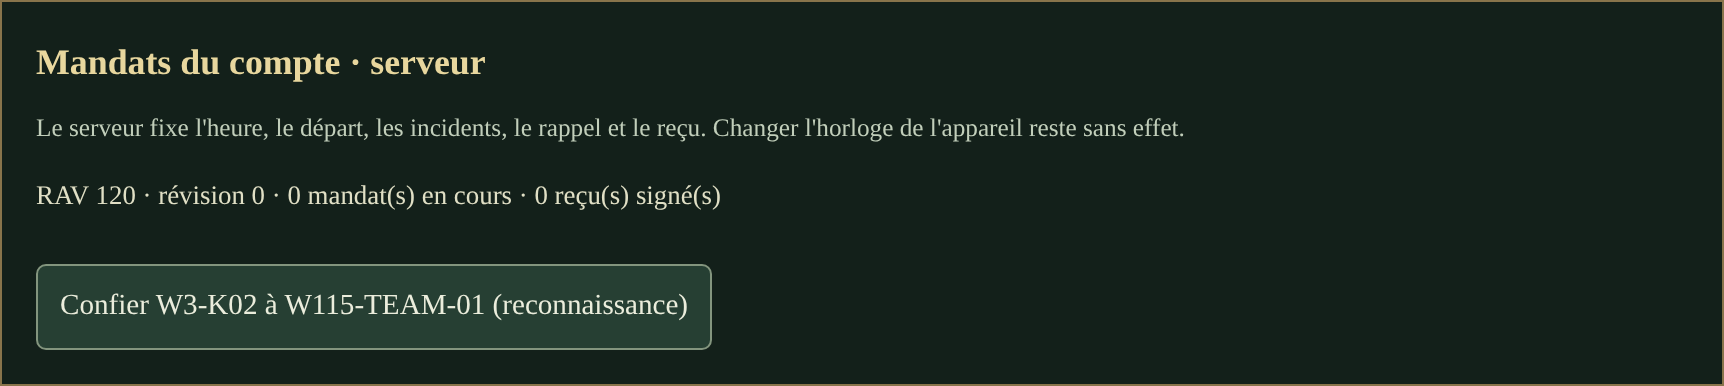 Mandats du compte · serveur
Le serveur fixe l'heure, le départ, les incidents, le rappel et le reçu. Changer l'horloge de l'appareil reste sans effet.
RAV 120 · révision 0 · 0 mandat(s) en cours · 0 reçu(s) signé(s)
Confier W3-K02 à W115-TEAM-01 (reconnaissance)